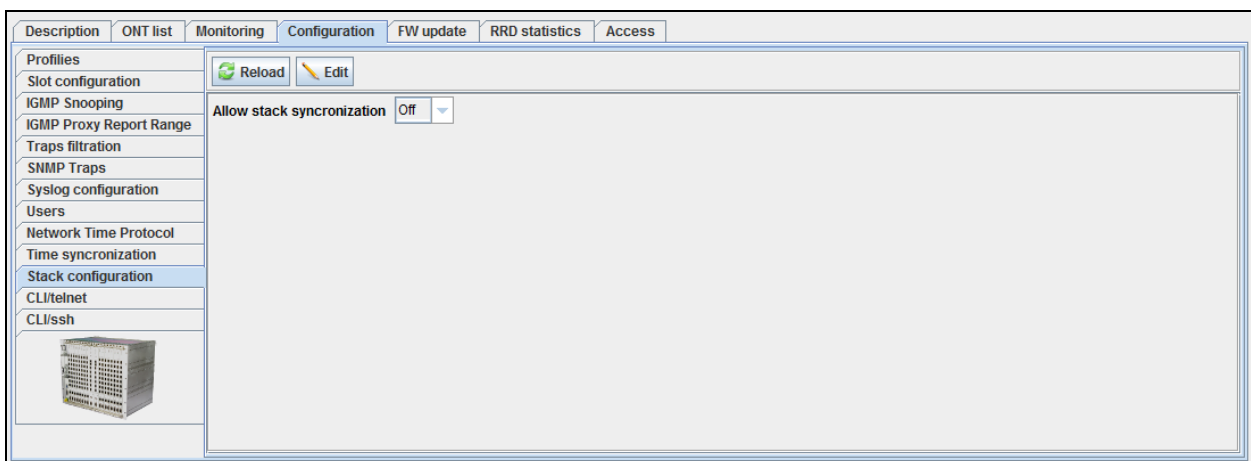 Description ONT list Monitoring Configuration FW update RRD statistics Access
Profilies
Slot configuration
IGMP Snooping
IGMP Proxy Report Range
Traps filtration
SNMP Traps
Syslog configuration
Users
Network Time Protocol
Time syncronization
Stack configuration
CLI/telnet
CLI/ssh
Reload Edit
Allow stack syncronization Off